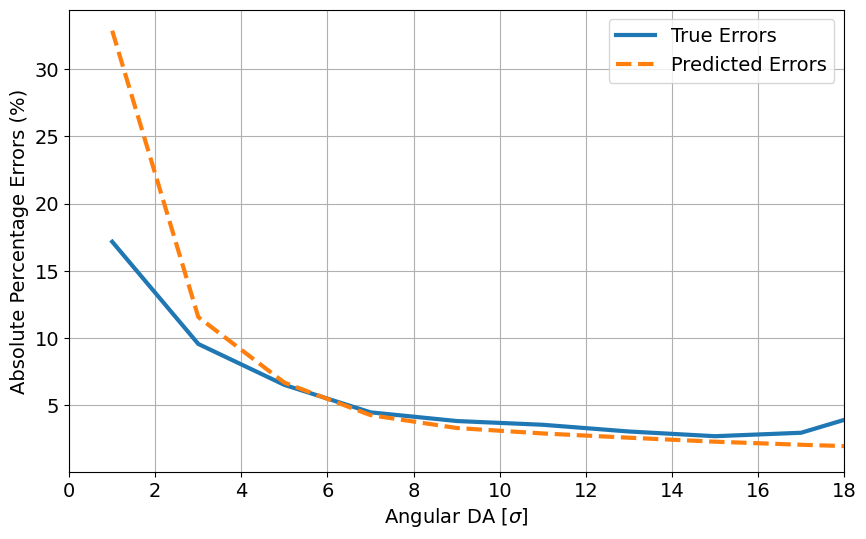 True Errors
Predicted Errors
Absolute Percentage Errors (%)
30
25
20
15
10
5
0 2 4 6 8 10 12 14 16 18
Angular DA [σ]